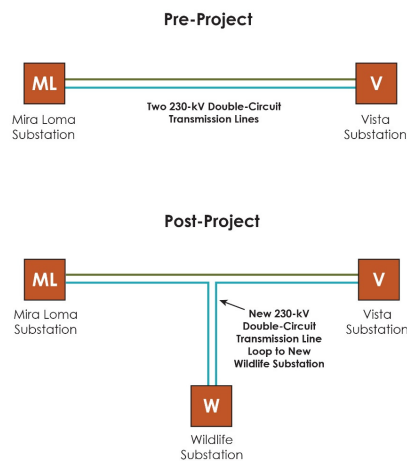 Pre-Project
ML
V
Two 230-kV Double-Circuit
Transmission Lines
Mira Loma
Substation
Vista
Substation
Post-Project
ML
V
Mira Loma
Substation
New 230-kV
Double-Circuit
Transmission Line
Loop to New
Wildlife Substation
Vista
Substation
W
Wildlife
Substation